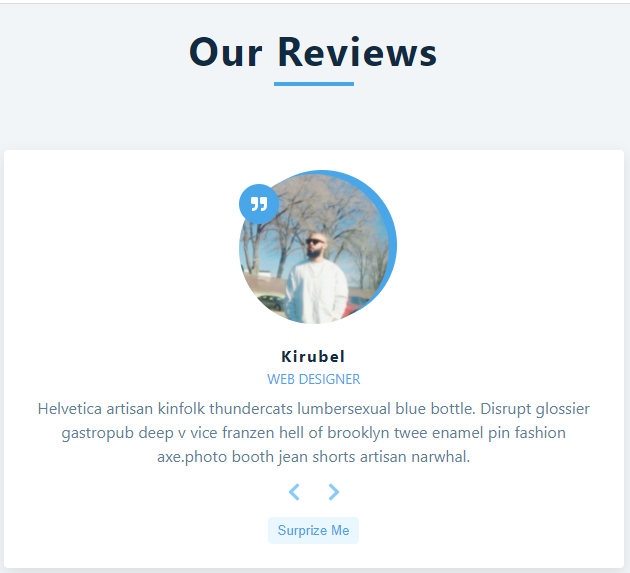 Our Reviews
Kirubel
WEB DESIGNER
Helvetica artisan kinfolk thundercats lumbersexual blue bottle. Disrupt glossier
gastropub deep v vice franzen hell of brooklyn twee enamel pin fashion
axe.photo booth jean shorts artisan narwhal.
Surprize Me